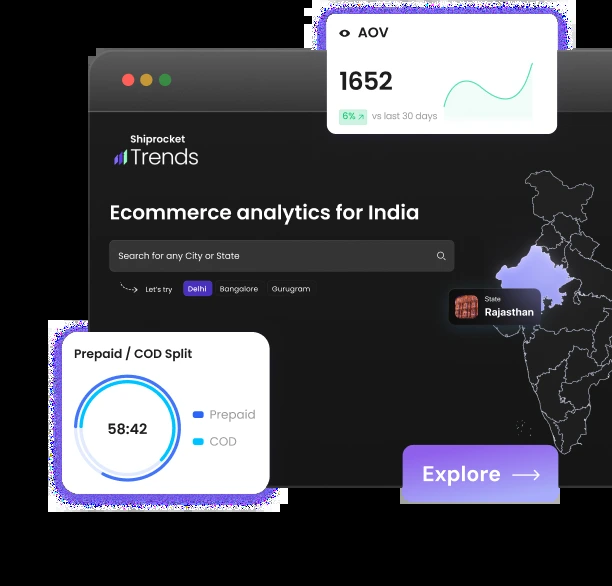 AOV
1652
6% ↗ vs last 30 days
Shiprocket
Trends
Ecommerce analytics for India
Search for any City or State
Let's try Delhi Bangalore Gurugram
State
Rajasthan
Prepaid / COD Split
58:42
Prepaid
COD
Explore →